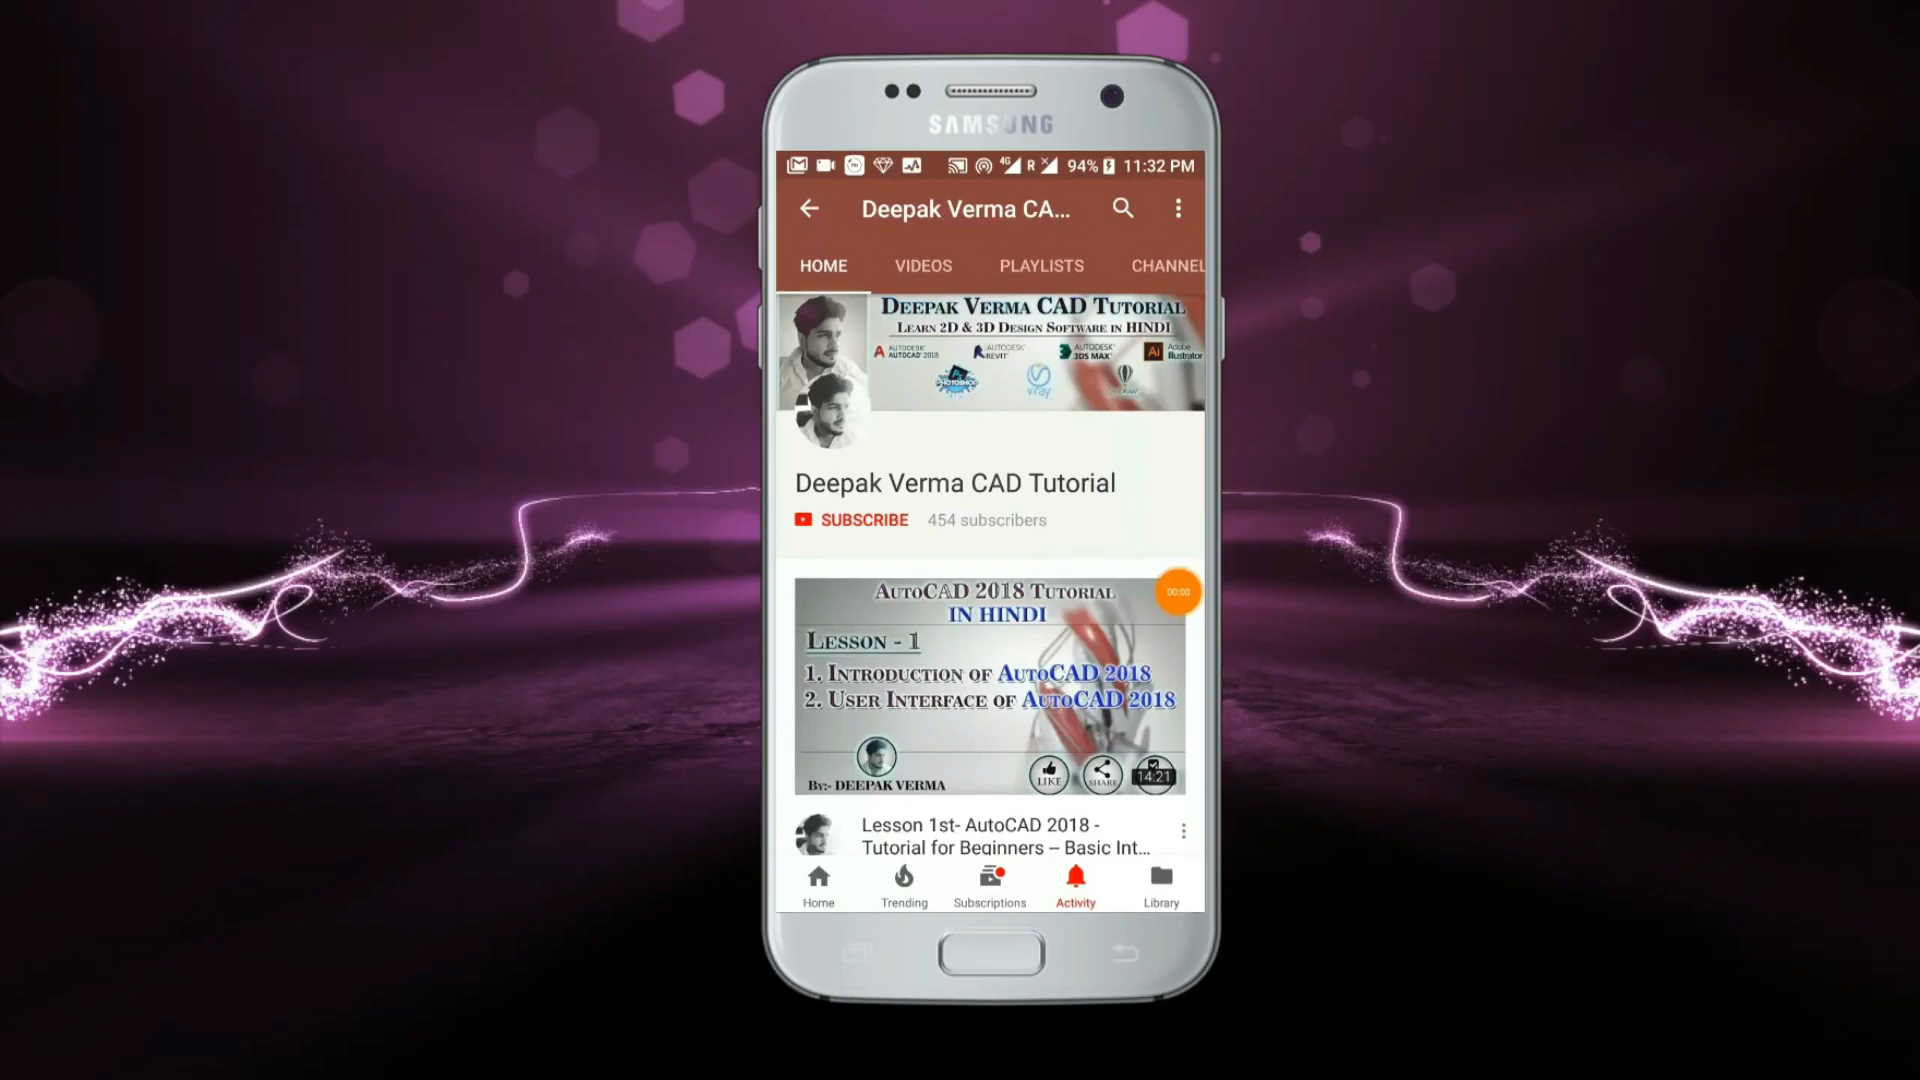 SAMSUNG
4G R 94% 11:32 PM
Deepak Verma CA...
HOME VIDEOS PLAYLISTS CHANNEL
Deepak Verma CAD Tutorial
Learn 2D & 3D Design Software in HINDI
AUTODESK AUTOCAD 2018 AUTODESK REVIT AUTODESK 3DS MAX Ai Adobe Illustrator
PHOTOSHOP v·ray
Deepak Verma CAD Tutorial
SUBSCRIBE 454 subscribers
AutoCAD 2018 Tutorial
IN HINDI
00:00
Lesson - 1
1. Introduction of AutoCAD 2018
2. User Interface of AutoCAD 2018
By:- DEEPAK VERMA
LIKE SHARE 14:21
Lesson 1st- AutoCAD 2018 -
Tutorial for Beginners – Basic Int...
Home Trending Subscriptions Activity Library